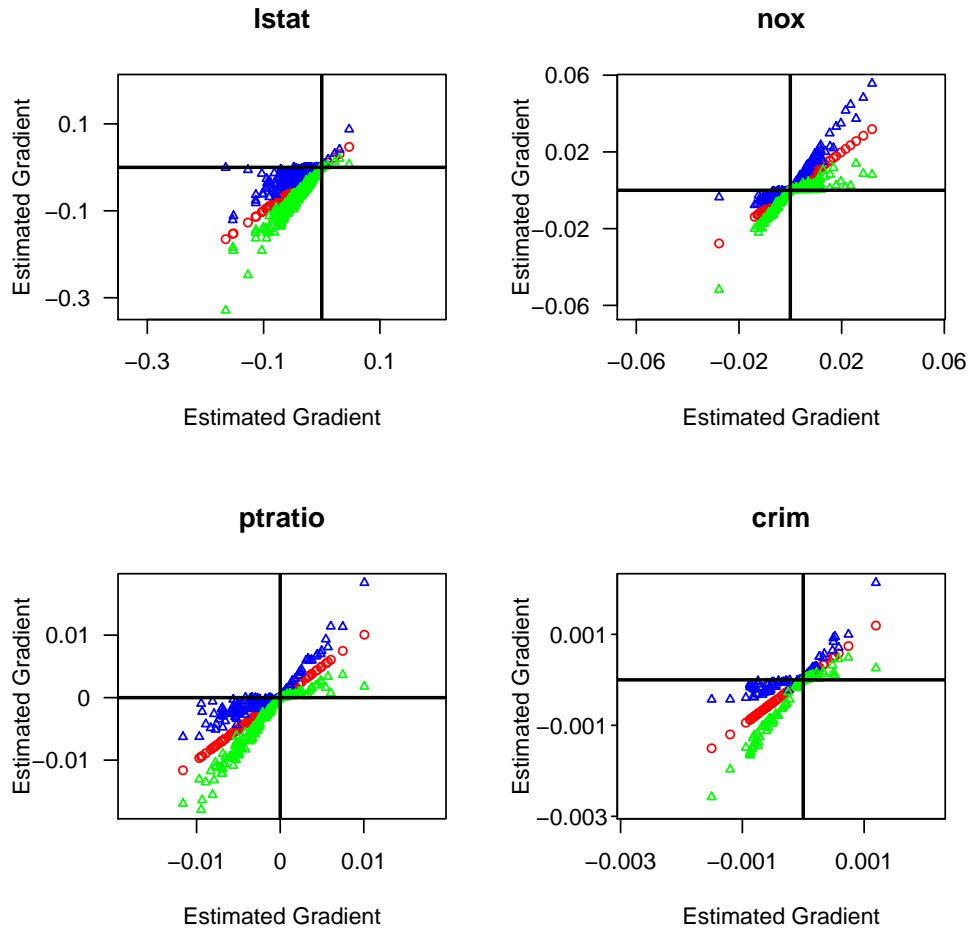 lstat
nox
Estimated Gradient
0.1
−0.1
−0.3
−0.3
−0.1
0.1
Estimated Gradient
Estimated Gradient
0.06
0.02
−0.02
−0.06
−0.06
−0.02
0.02
0.06
Estimated Gradient
ptratio
crim
Estimated Gradient
0.01
0
−0.01
−0.01
0
0.01
Estimated Gradient
Estimated Gradient
0.001
−0.001
−0.003
−0.003
−0.001
0.001
Estimated Gradient